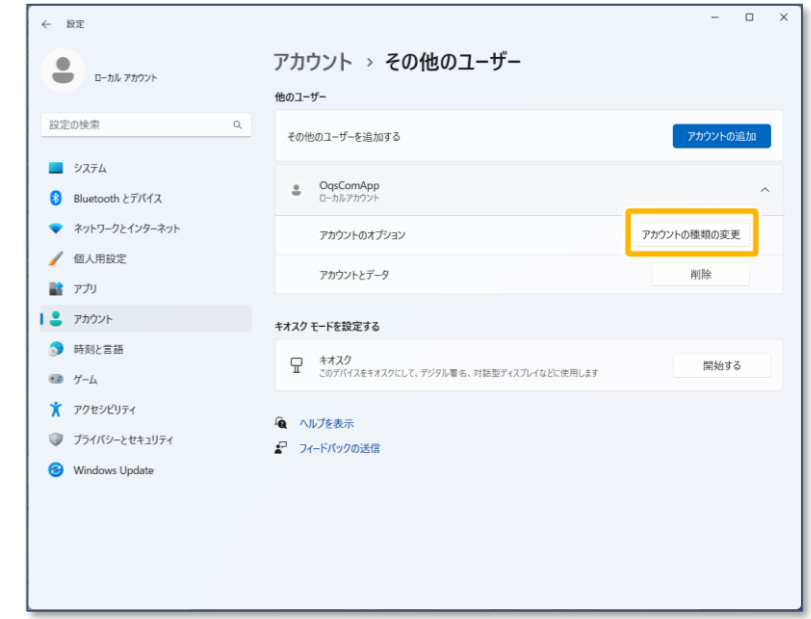 設定
ローカル アカウント
設定の検索
システム
Bluetooth とデバイス
ネットワークとインターネット
個人用設定
アプリ
アカウント
時刻と言語
ゲーム
アクセシビリティ
プライバシーとセキュリティ
Windows Update
アカウント › その他のユーザー
他のユーザー
その他のユーザーを追加する
アカウントの追加
OqsComApp
ローカルアカウント
アカウントのオプション
アカウントの種類の変更
アカウントとデータ
削除
キオスク モードを設定する
キオスク
このデバイスをキオスクにして、デジタル署名、対話型ディスプレイなどに使用します
開始する
ヘルプを表示
フィードバックの送信